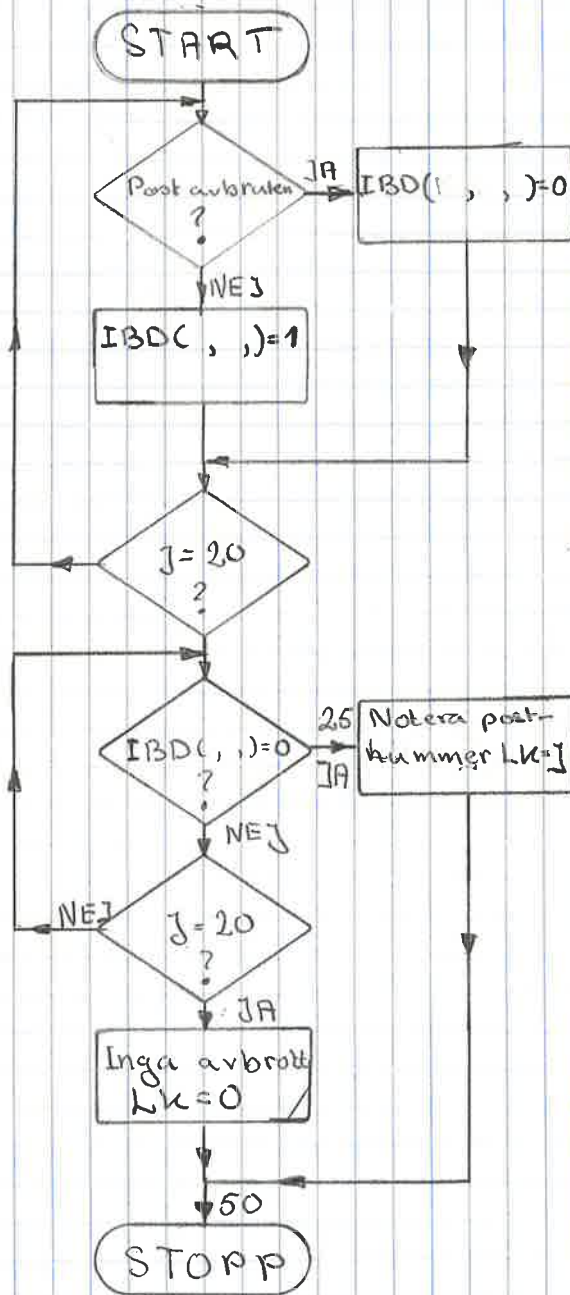 START
Post avbruten
?
JA
IBD( , , )=0
NEJ
IBD( , , )=1
J=20
?
IBD( , , )=0
?
25
JA
Notera post-
nummer LK=J
NEJ
J=20
?
NEJ
JA
Inga avbrott
LK=0
50
STOPP